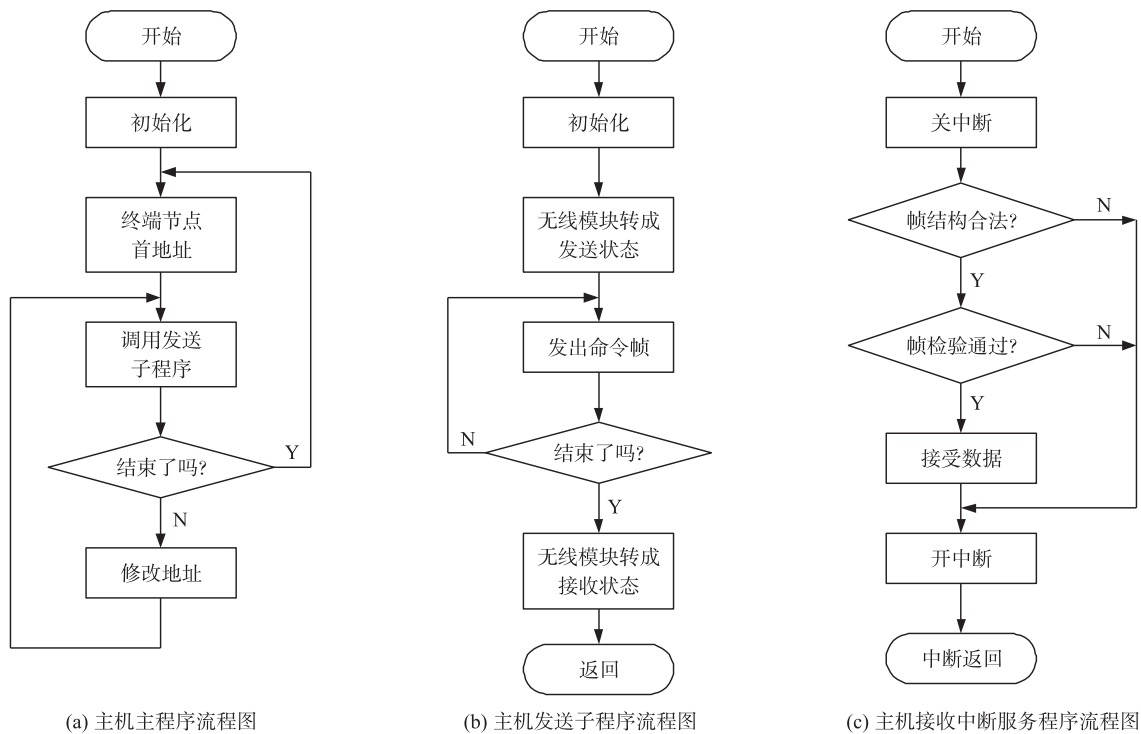 开始
初始化
终端节点
首地址
调用发送
子程序
结束了吗?
Y
N
修改地址
(a) 主机主程序流程图
开始
初始化
无线模块转成
发送状态
发出命令帧
结束了吗?
N
Y
无线模块转成
接收状态
返回
(b) 主机发送子程序流程图
开始
关中断
帧结构合法?
N
Y
帧检验通过?
N
Y
接受数据
开中断
中断返回
(c) 主机接收中断服务程序流程图